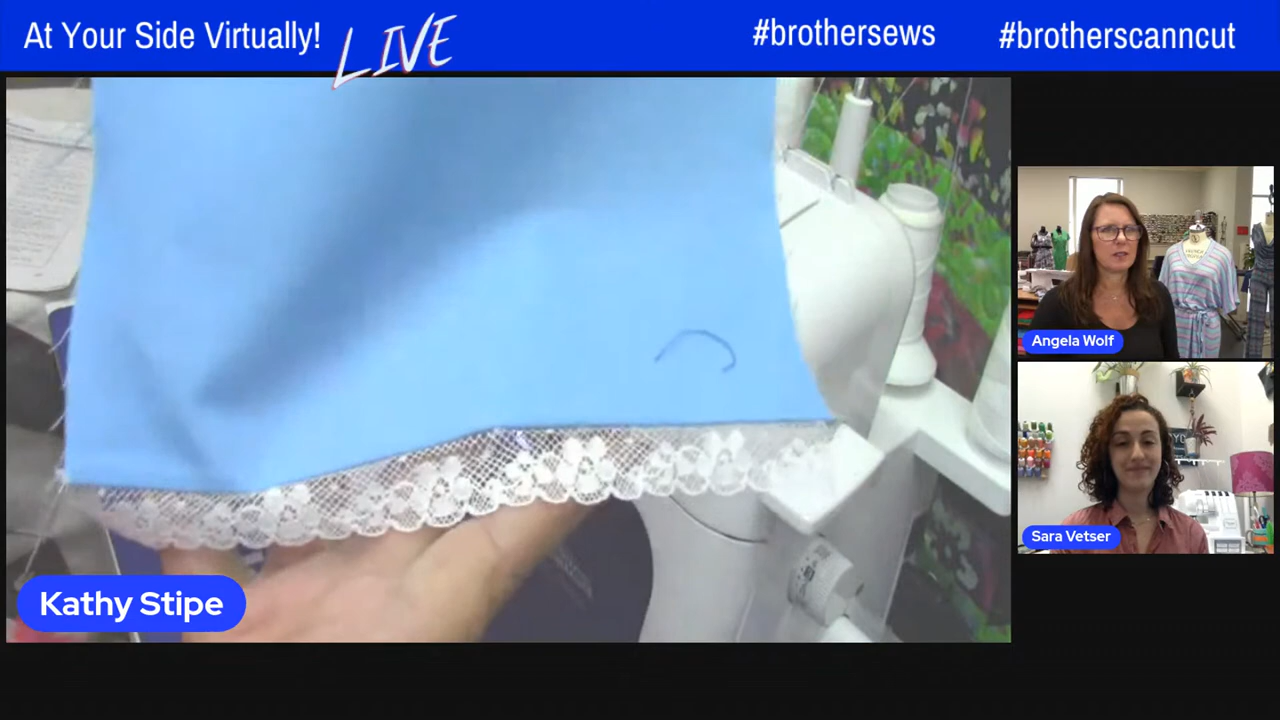 At Your Side Virtually! LIVE
#brothersews
#brotherscanncut
Kathy Stipe
Angela Wolf
Sara Vetser